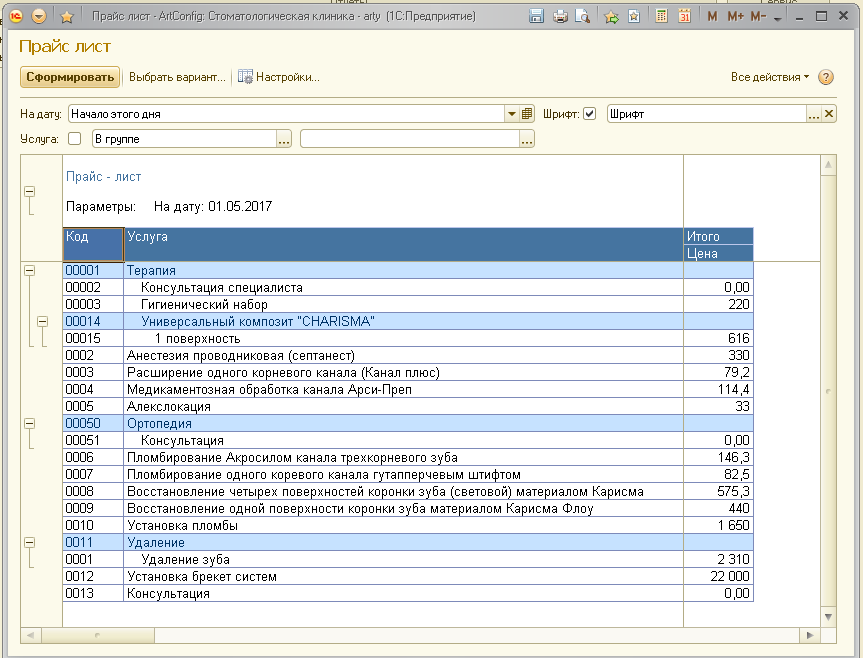 Отчеты
Сервис
Прайс лист - ArtConfig: Стоматологическая клиника - arty (1С:Предприятие)
M M+ M-
Прайс лист
Сформировать Выбрать вариант... Настройки... Все действия ?
На дату: Начало этого дня Шрифт: Шрифт ... ×
Услуга: В группе ... ...
Прайс - лист
Параметры: На дату: 01.05.2017
Код Услуга Итого
Цена
00001 Терапия
00002 Консультация специалиста 0,00
00003 Гигиенический набор 220
00014 Универсальный композит "CHARISMA"
00015 1 поверхность 616
0002 Анестезия проводниковая (септанест) 330
0003 Расширение одного корневого канала (Канал плюс) 79,2
0004 Медикаментозная обработка канала Арси-Преп 114,4
0005 Алекслокация 33
00050 Ортопедия
00051 Консультация 0,00
0006 Пломбирование Акросилом канала трехкорневого зуба 146,3
0007 Пломбирование одного коревого канала гутапперчевым штифтом 82,5
0008 Восстановление четырех поверхностей коронки зуба (световой) материалом Карисма 575,3
0009 Восстановление одной поверхности коронки зуба материалом Карисма Флоу 440
0010 Установка пломбы 1 650
0011 Удаление
0001 Удаление зуба 2 310
0012 Установка брекет систем 22 000
0013 Консультация 0,00